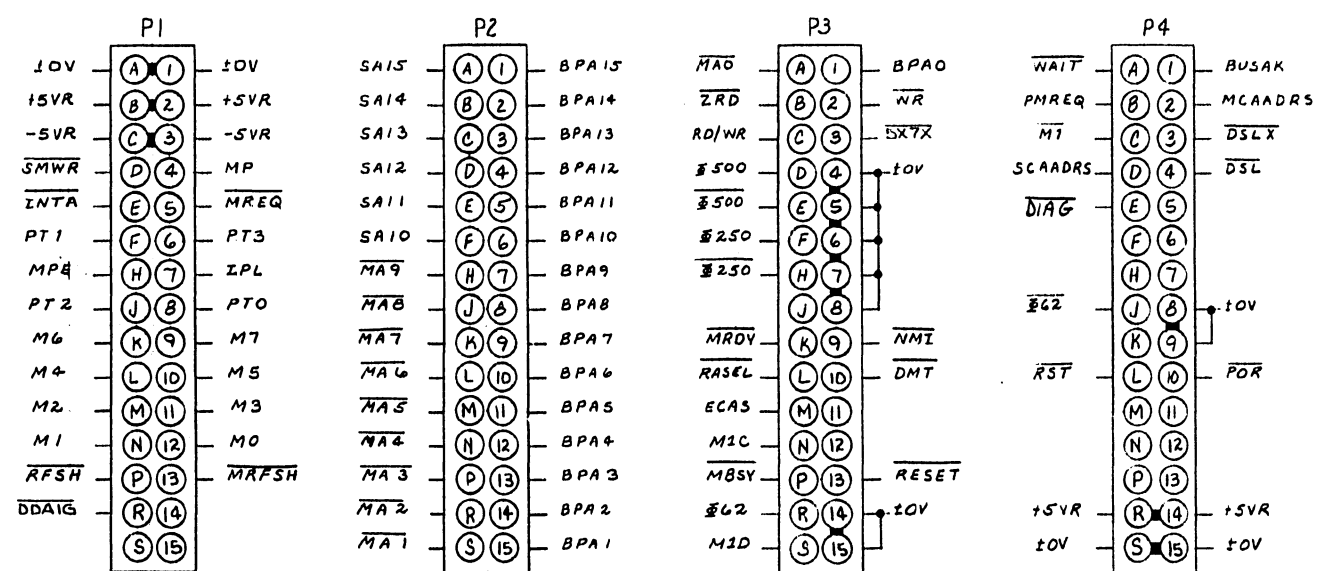 P1
±0V A 1 ±0V
+5VR B 2 +5VR
-5VR C 3 -5VR
SMWR D 4 MP
INTA E 5 MREQ
PT1 F 6 PT3
MPE H 7 IPL
PT2 J 8 PT0
M6 K 9 M7
M4 L 10 M5
M2 M 11 M3
M1 N 12 M0
RFSH P 13 MRFSH
DDAIG R 14
S 15
P2
SA15 A 1 BPA15
SA14 B 2 BPA14
SA13 C 3 BPA13
SA12 D 4 BPA12
SA11 E 5 BPA11
SA10 F 6 BPA10
MA9 H 7 BPA9
MA8 J 8 BPA8
MA7 K 9 BPA7
MA6 L 10 BPA6
MA5 M 11 BPA5
MA4 N 12 BPA4
MA3 P 13 BPA3
MA2 R 14 BPA2
MA1 S 15 BPA1
P3
MA0 A 1 BPA0
IRD B 2 WR
RD/WR C 3 DX7X
Φ500 D 4 ±0V
Φ500 E 5
Φ250 F 6
Φ250 H 7
J 8
MRDY K 9 NMI
RASEL L 10 DMT
ECAS M 11
M1C N 12
MBSY P 13 RESET
Φ62 R 14 ±0V
M1D S 15
P4
WAIT A 1 BUSAK
PMREQ B 2 MCAADRS
M1 C 3 DSLX
SCAADRS D 4 DSL
DIAG E 5
F 6
H 7
Φ62 J 8 ±0V
K 9
RST L 10 POR
M 11
N 12
P 13
+5VR R 14 +5VR
±0V S 15 ±0V